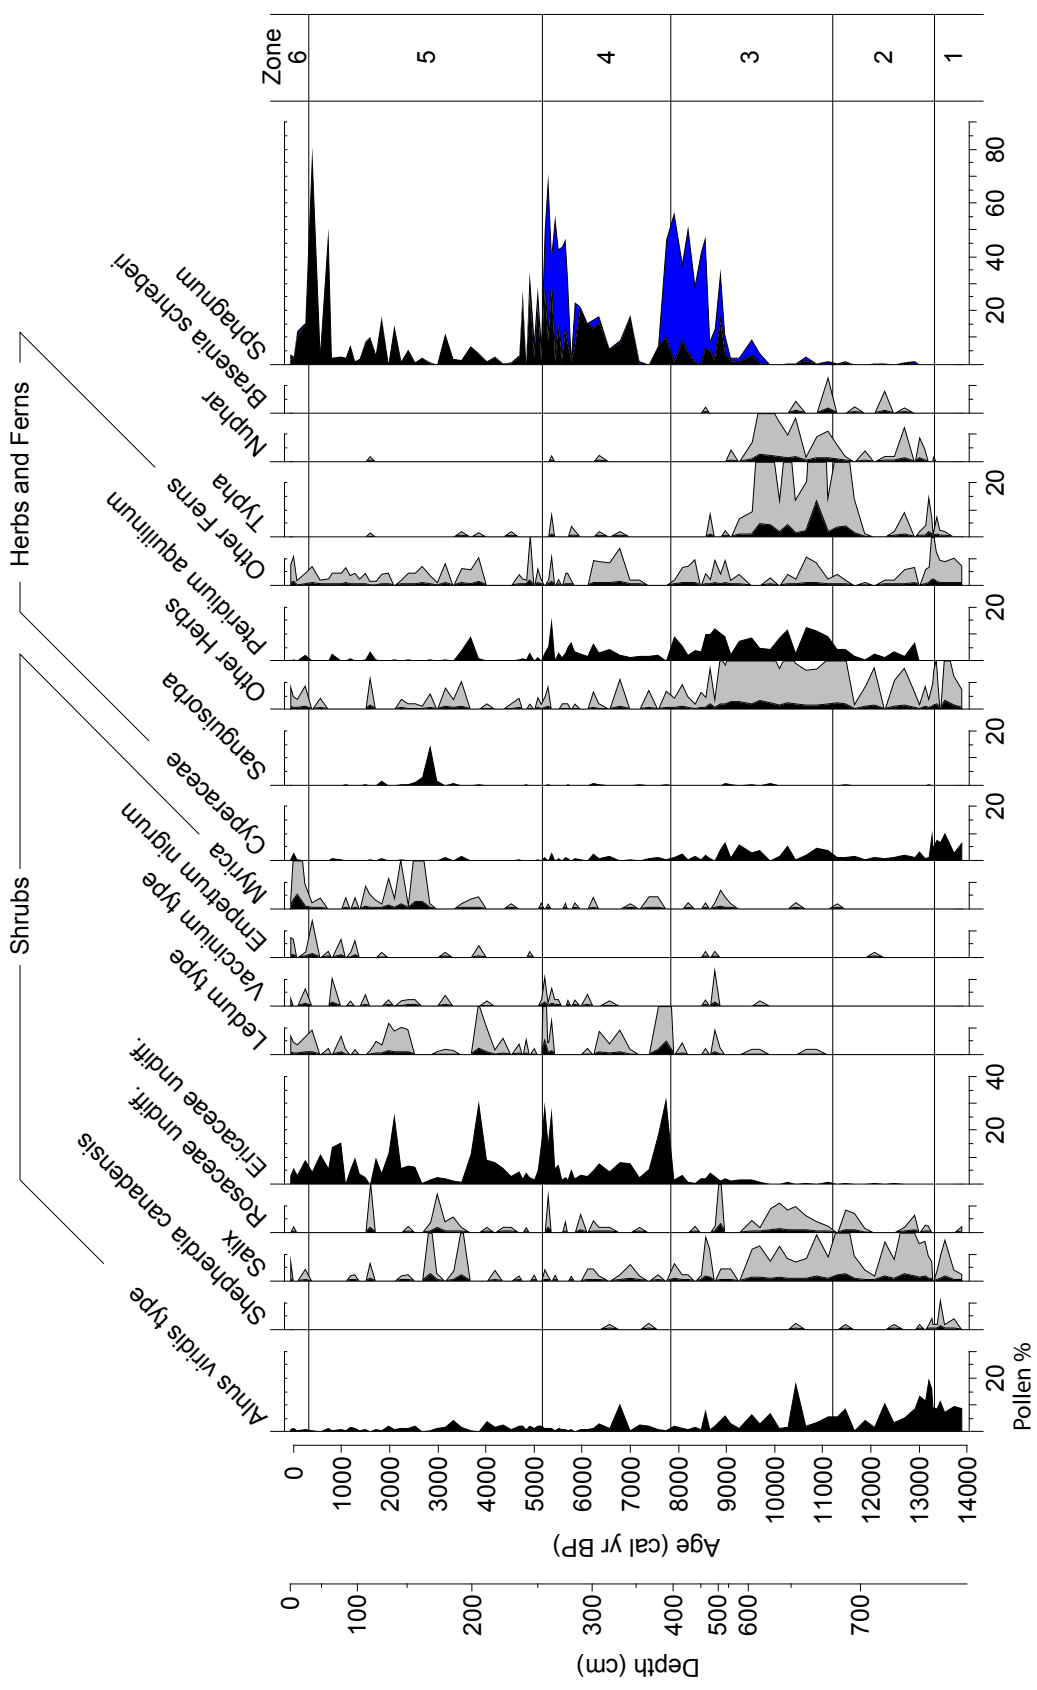 Shrubs
Herbs and Ferns
Depth (cm)
0
100
200
300
400
500
600
700
Age (cal yr BP)
0
1000
2000
3000
4000
5000
6000
7000
8000
9000
10000
11000
12000
13000
14000
Alnus viridis type
Shepherdia canadensis
Salix
Rosaceae undiff.
Ericaceae undiff.
Ledum type
Vaccinium type
Empetrum nigrum
Myrica
Cyperaceae
Sanguisorba
Other Herbs
Pteridium aquilinum
Other Ferns
Typha
Nuphar
Brasenia schreberi
Sphagnum
Zone
6
5
4
3
2
1
20
20
40
20
20
20
20
20
40
60
80
Pollen %